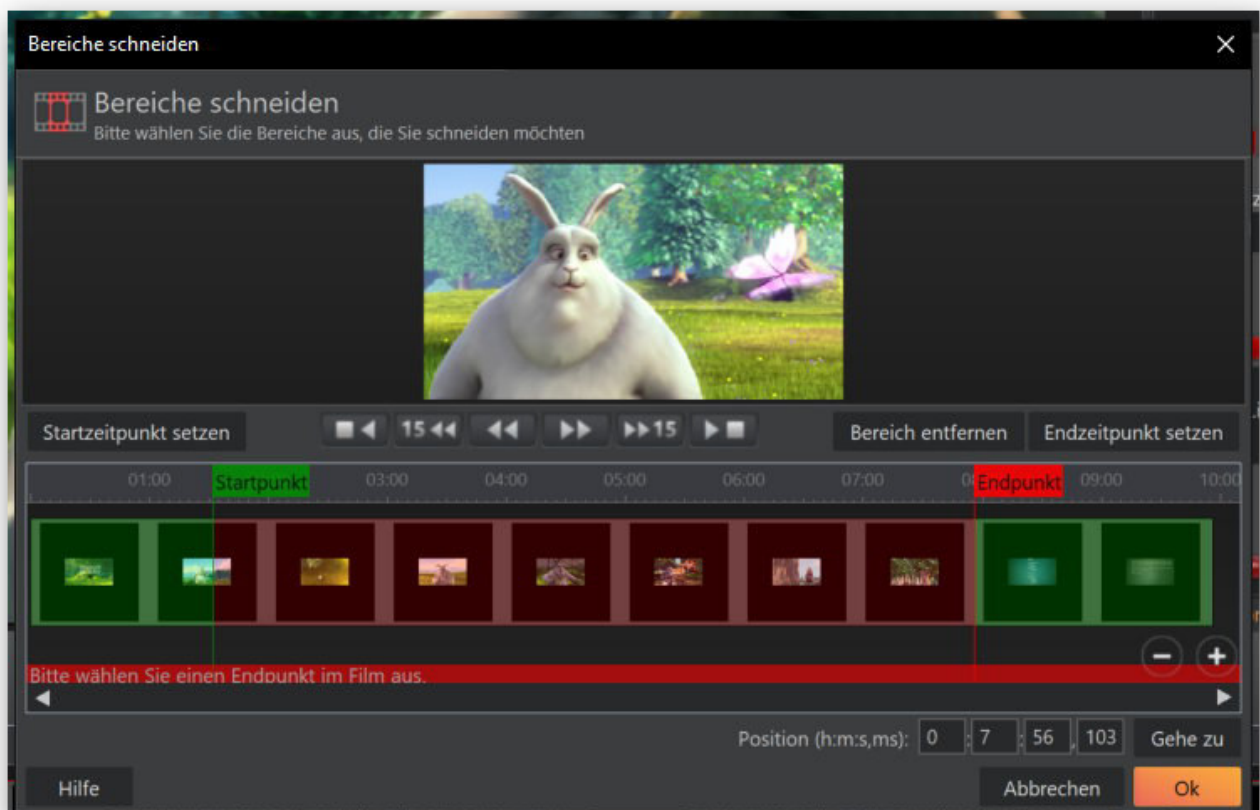 Bereiche schneiden
Bereiche schneiden
Bitte wählen Sie die Bereiche aus, die Sie schneiden möchten
Startzeitpunkt setzen 15 15 Bereich entfernen Endzeitpunkt setzen
01:00 Startpunkt 03:00 04:00 05:00 06:00 07:00 Endpunkt 09:00 10:00
Bitte wählen Sie einen Endpunkt im Film aus.
Position (h:m:s,ms): 0 : 7 : 56 , 103 Gehe zu
Hilfe Abbrechen Ok